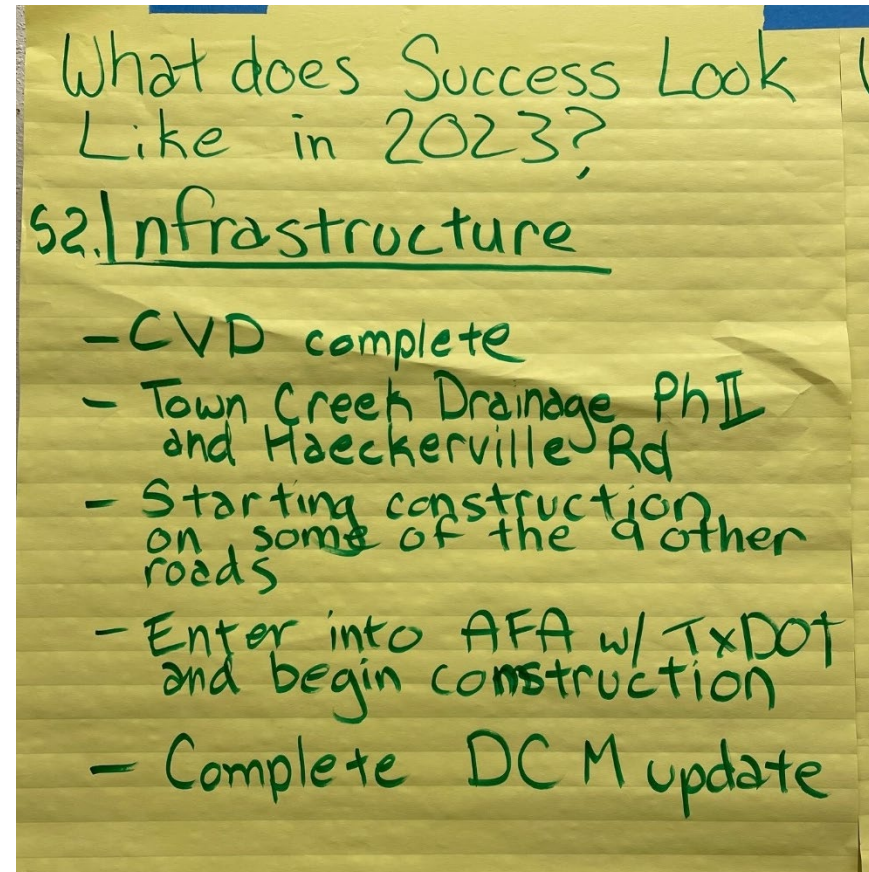 What does Success Look
Like in 2023?
S2. Infrastructure
- CVD complete
- Town Creek Drainage Ph II
and Haeckerville Rd
- Starting construction
on some of the 9 other
roads
- Enter into AFA w/ TxDOT
and begin construction
- Complete DCM update